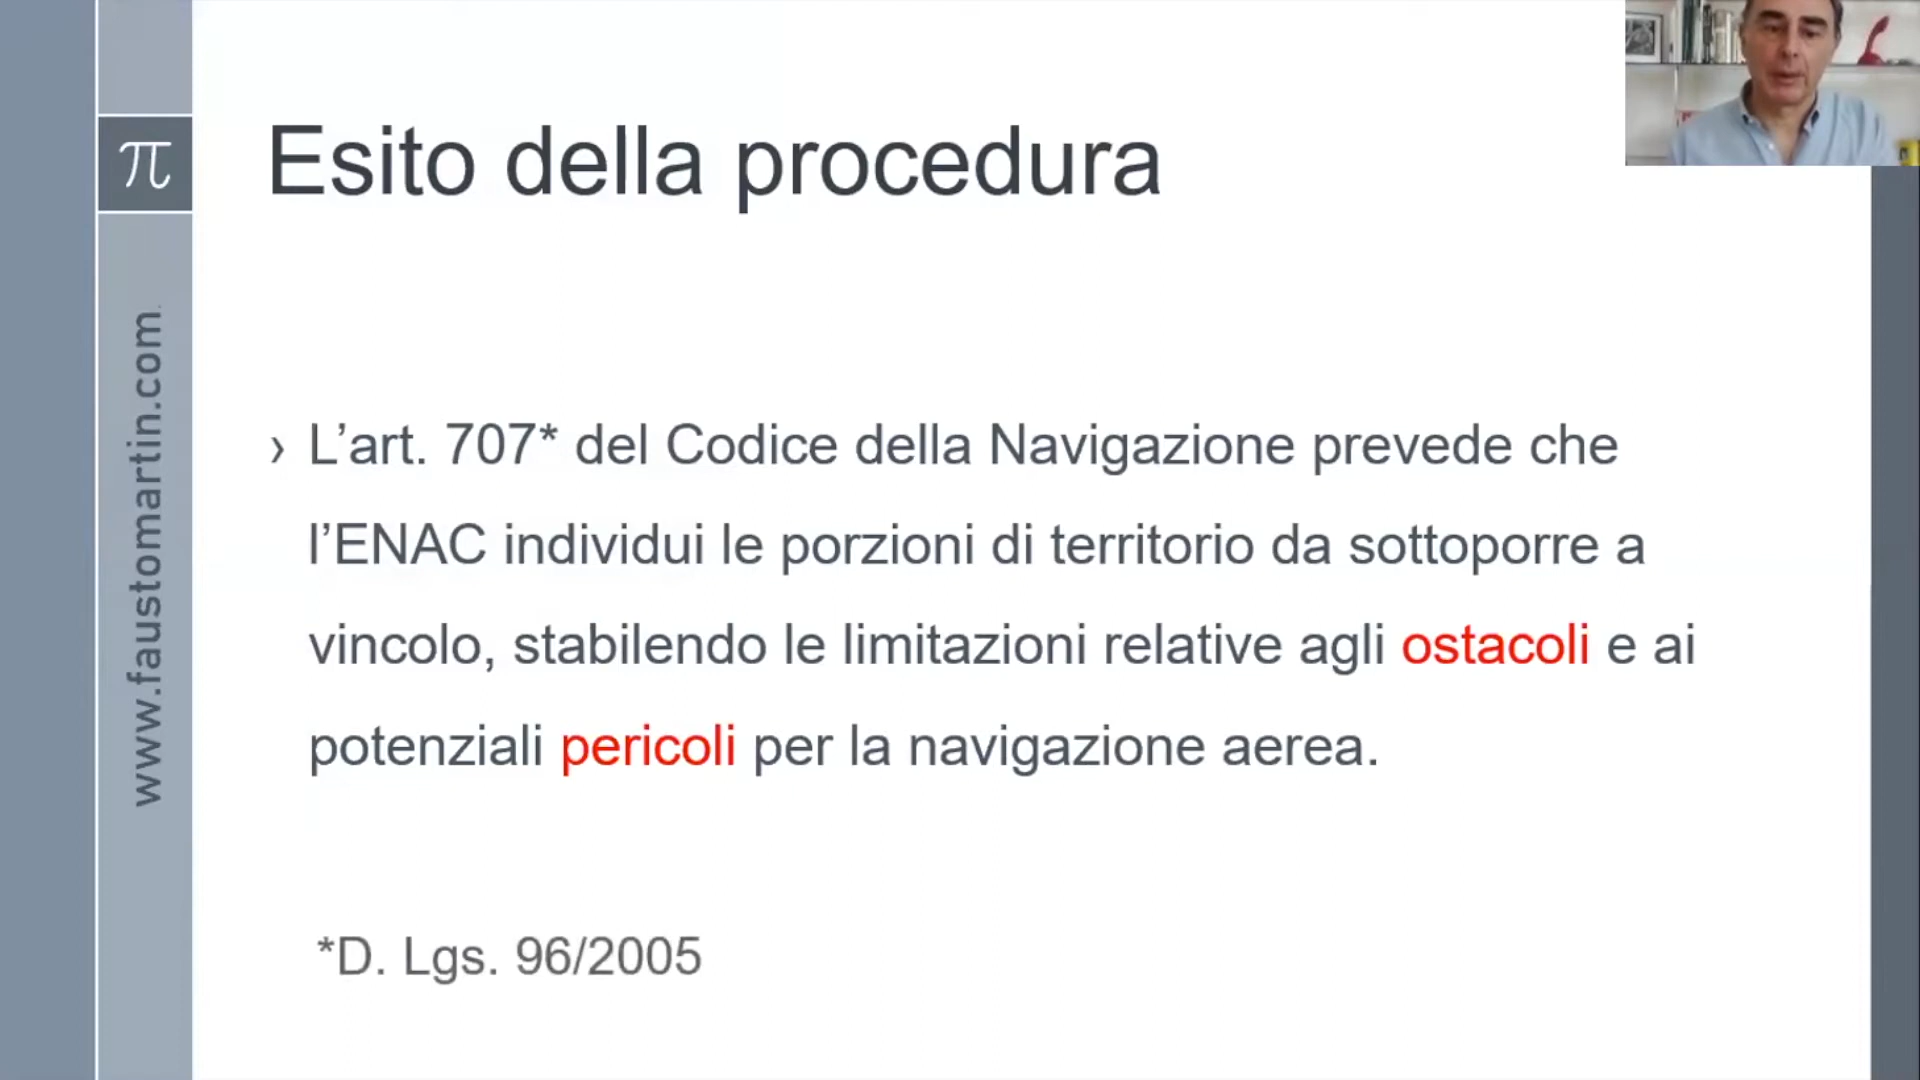 π
Esito della procedura
www.faustomartin.com
› L’art. 707* del Codice della Navigazione prevede che
l’ENAC individui le porzioni di territorio da sottoporre a
vincolo, stabilendo le limitazioni relative agli ostacoli e ai
potenziali pericoli per la navigazione aerea.
*D. Lgs. 96/2005